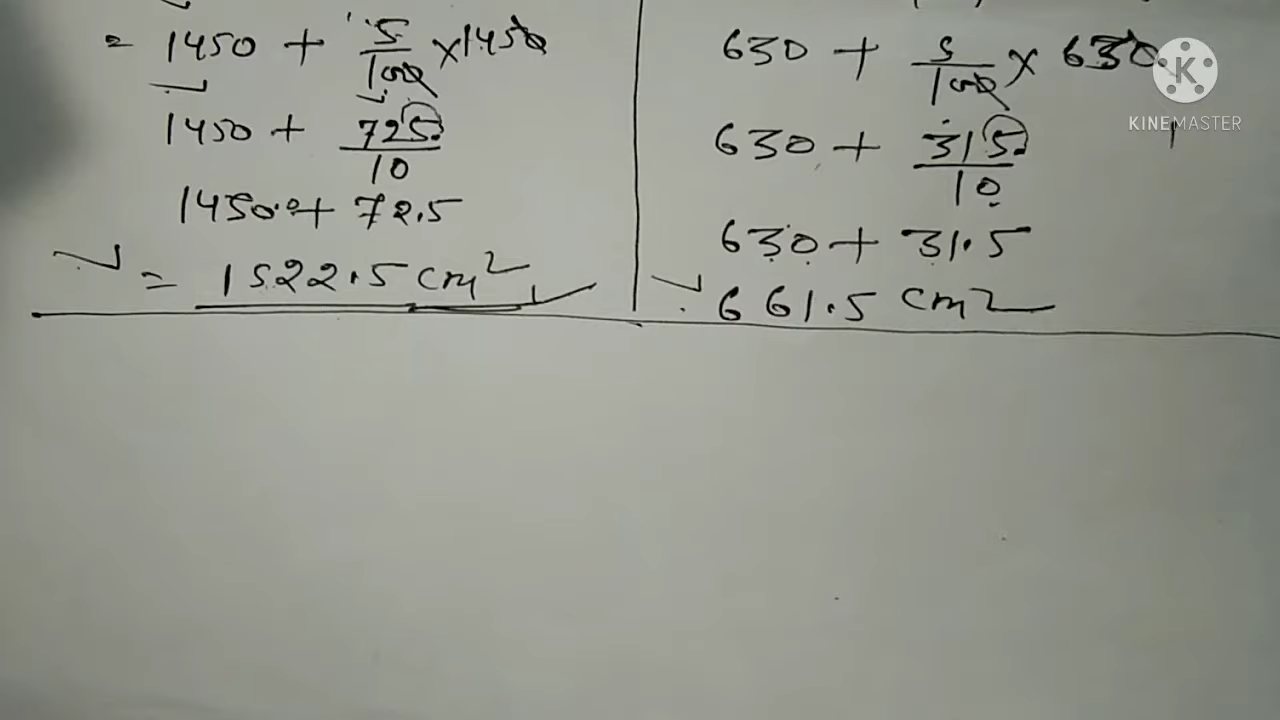 = 1450 + 5/100 × 1450
1450 + 725/10
1450.0 + 72.5
= 1522.5 cm²
630 + 5/100 × 630
630 + 315/10
630 + 31.5
661.5 cm²
K
KINEMASTER